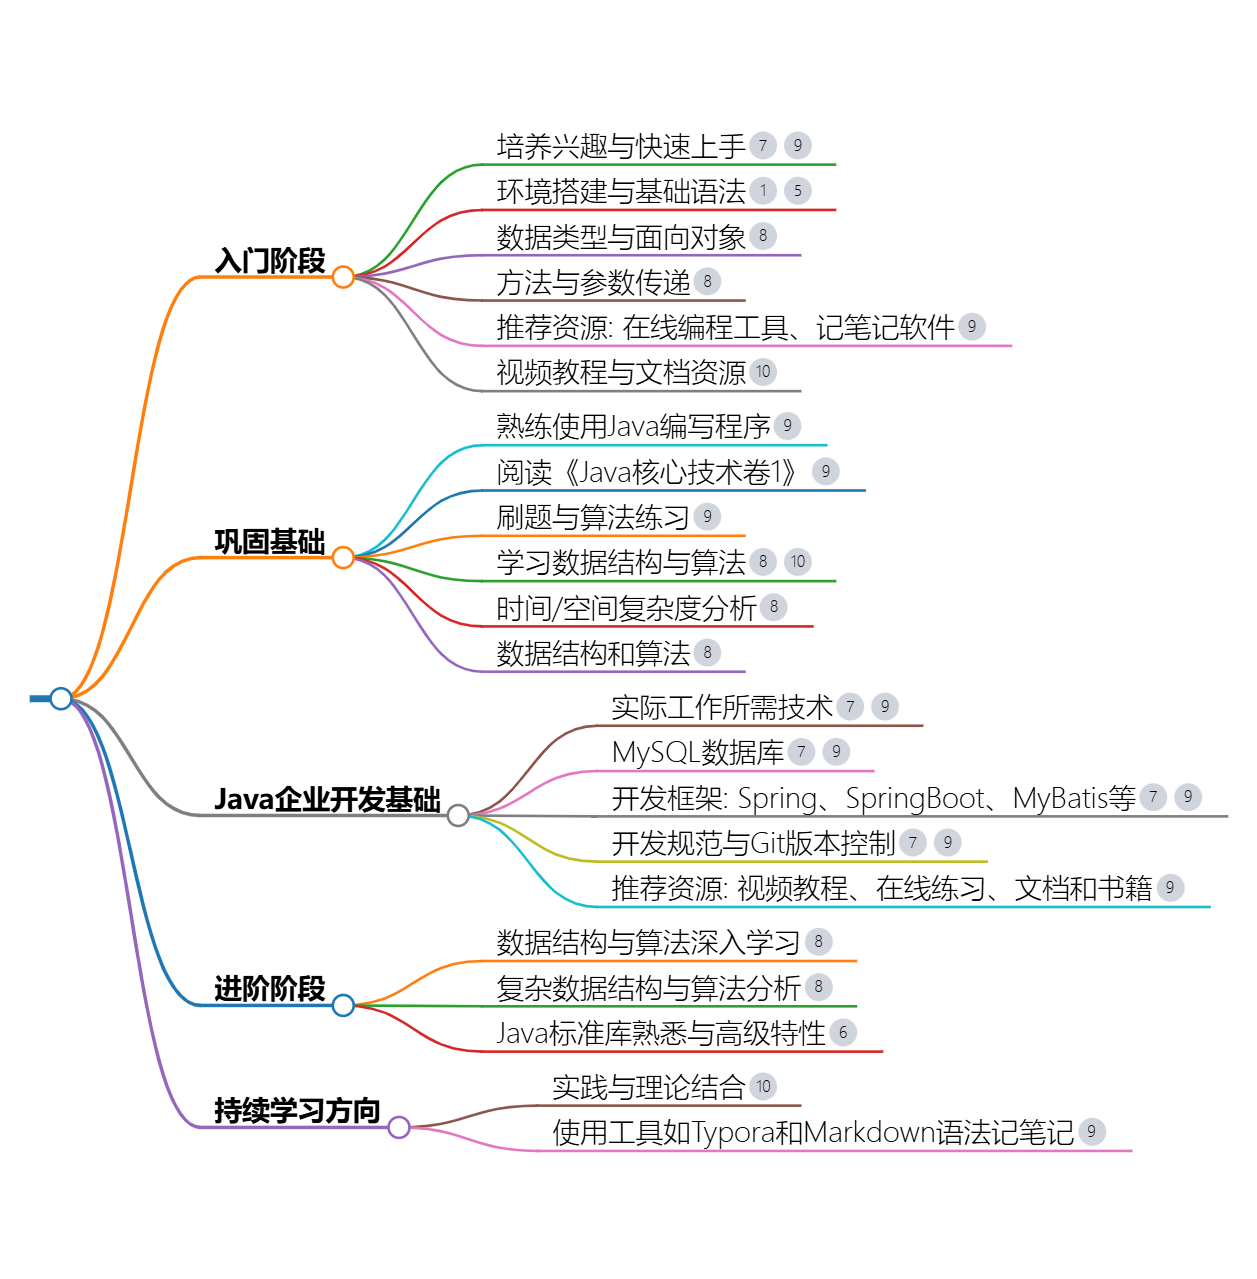 入门阶段
培养兴趣与快速上手 7 9
环境搭建与基础语法 1 5
数据类型与面向对象 8
方法与参数传递 8
推荐资源: 在线编程工具、记笔记软件 9
视频教程与文档资源 10
巩固基础
熟练使用Java编写程序 9
阅读《Java核心技术卷1》 9
刷题与算法练习 9
学习数据结构与算法 8 10
时间/空间复杂度分析 8
数据结构和算法 8
Java企业开发基础
实际工作所需技术 7 9
MySQL数据库 7 9
开发框架: Spring、SpringBoot、MyBatis等 7 9
开发规范与Git版本控制 7 9
推荐资源: 视频教程、在线练习、文档和书籍 9
进阶阶段
数据结构与算法深入学习 8
复杂数据结构与算法分析 8
Java标准库熟悉与高级特性 6
持续学习方向
实践与理论结合 10
使用工具如Typora和Markdown语法记笔记 9